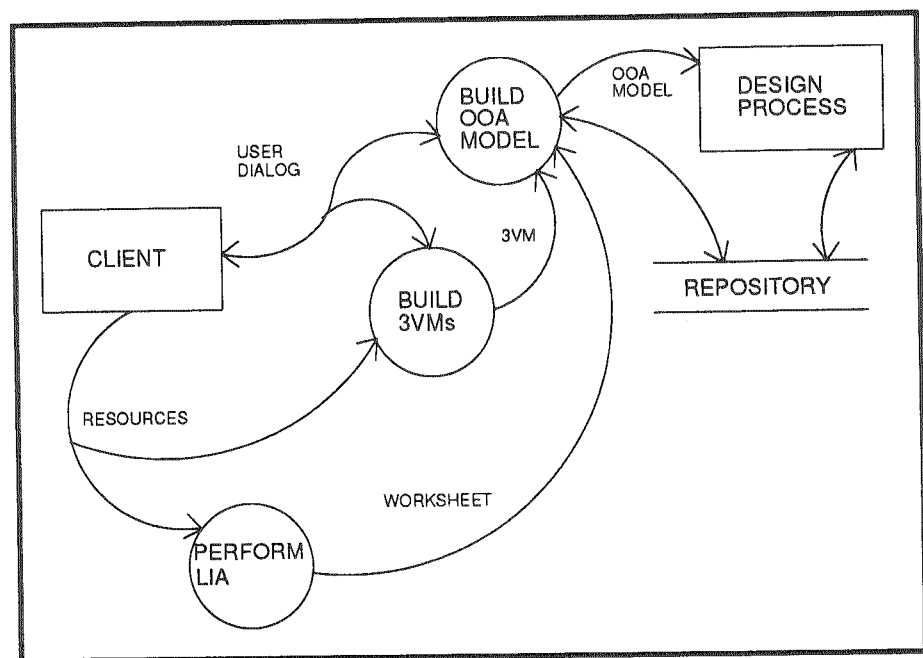 BUILD
OOA
MODEL
OOA
MODEL
DESIGN
PROCESS
USER
DIALOG
CLIENT
3VM
BUILD
3VMs
REPOSITORY
RESOURCES
WORKSHEET
PERFORM
LIA